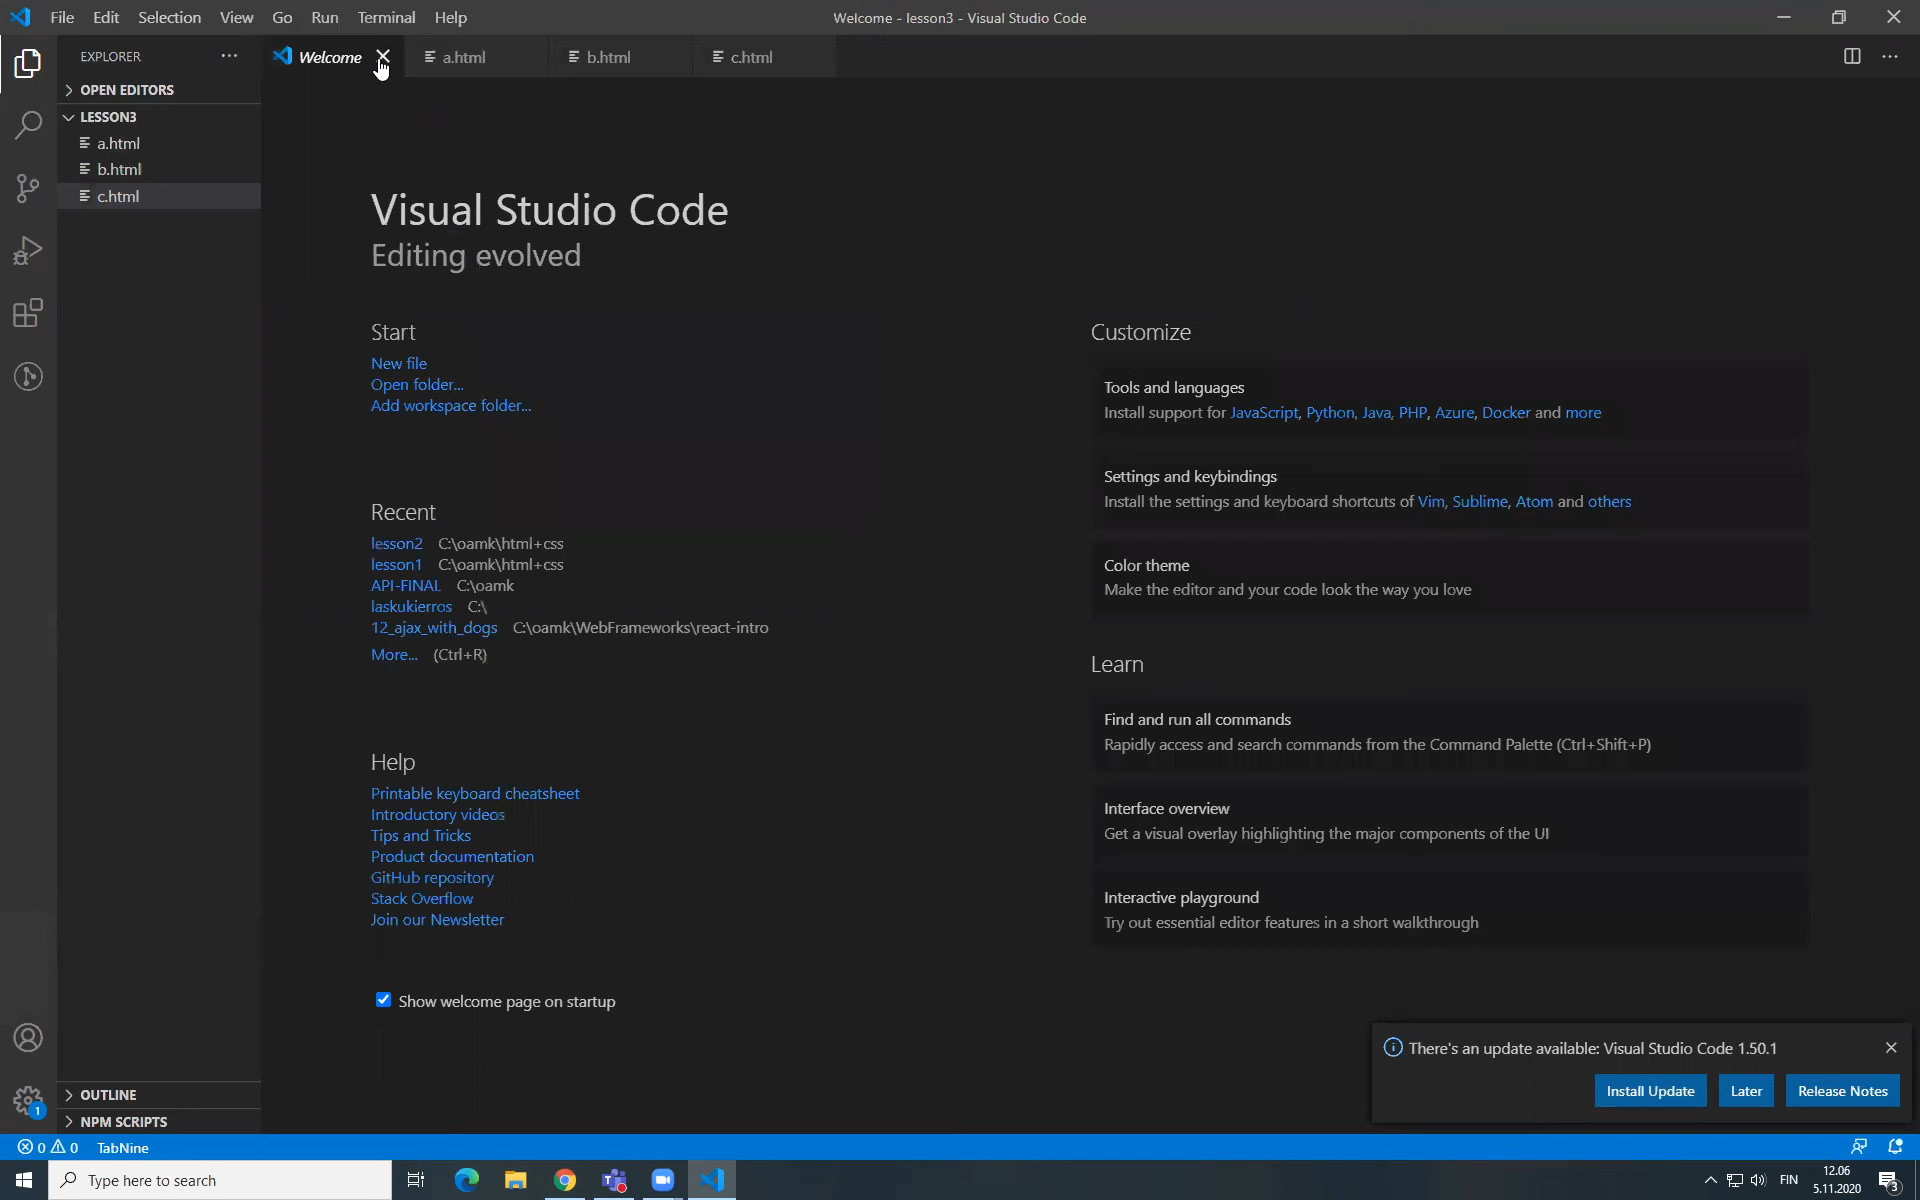 File Edit Selection View Go Run Terminal Help
Welcome - lesson3 - Visual Studio Code
EXPLORER
Welcome
a.html
b.html
c.html
OPEN EDITORS
LESSON3
a.html
b.html
c.html
Visual Studio Code
Editing evolved
Start
New file
Open folder...
Add workspace folder...
Recent
lesson2 C:\oamk\html+css
lesson1 C:\oamk\html+css
API-FINAL C:\oamk
laskukierros C:\
12_ajax_with_dogs C:\oamk\WebFrameworks\react-intro
More... (Ctrl+R)
Help
Printable keyboard cheatsheet
Introductory videos
Tips and Tricks
Product documentation
GitHub repository
Stack Overflow
Join our Newsletter
Show welcome page on startup
Customize
Tools and languages
Install support for JavaScript, Python, Java, PHP, Azure, Docker and more
Settings and keybindings
Install the settings and keyboard shortcuts of Vim, Sublime, Atom and others
Color theme
Make the editor and your code look the way you love
Learn
Find and run all commands
Rapidly access and search commands from the Command Palette (Ctrl+Shift+P)
Interface overview
Get a visual overlay highlighting the major components of the UI
Interactive playground
Try out essential editor features in a short walkthrough
There's an update available: Visual Studio Code 1.50.1
Install Update
Later
Release Notes
OUTLINE
NPM SCRIPTS
1
0 0 TabNine
Type here to search
FIN
12.06
5.11.2020
3